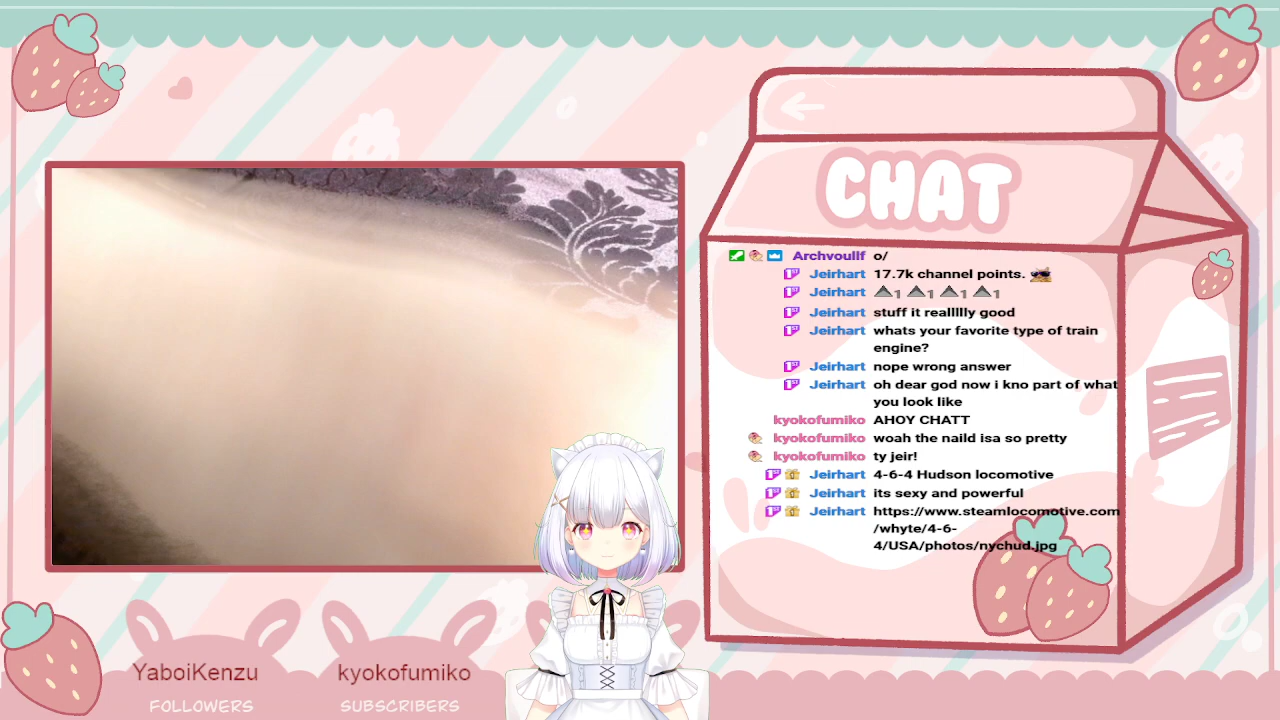 CHAT
Archvoullf o/
Jeirhart 17.7k channel points.
Jeirhart 1 1 1 1
Jeirhart stuff it reallllly good
Jeirhart whats your favorite type of train
engine?
Jeirhart nope wrong answer
Jeirhart oh dear god now i kno part of what
you look like
kyokofumiko AHOY CHATT
kyokofumiko woah the naild isa so pretty
kyokofumiko ty jeir!
Jeirhart 4-6-4 Hudson locomotive
Jeirhart its sexy and powerful
Jeirhart https://www.steamlocomotive.com
/whyte/4-6-
4/USA/photos/nychud.jpg
YaboiKenzu kyokofumiko
FOLLOWERS SUBSCRIBERS